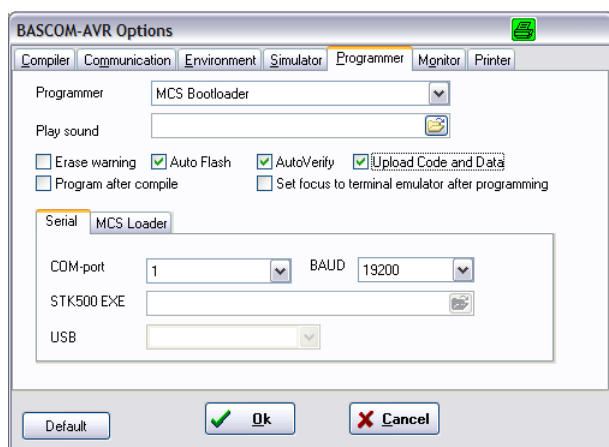 BASCOM-AVR Options
Compiler Communication Environment Simulator Programmer Monitor Printer
Programmer MCS Bootloader
Play sound
Erase warning Auto Flash AutoVerify Upload Code and Data
Program after compile Set focus to terminal emulator after programming
Serial MCS Loader
COM-port 1 BAUD 19200
STK500 EXE
USB
Default Ok Cancel